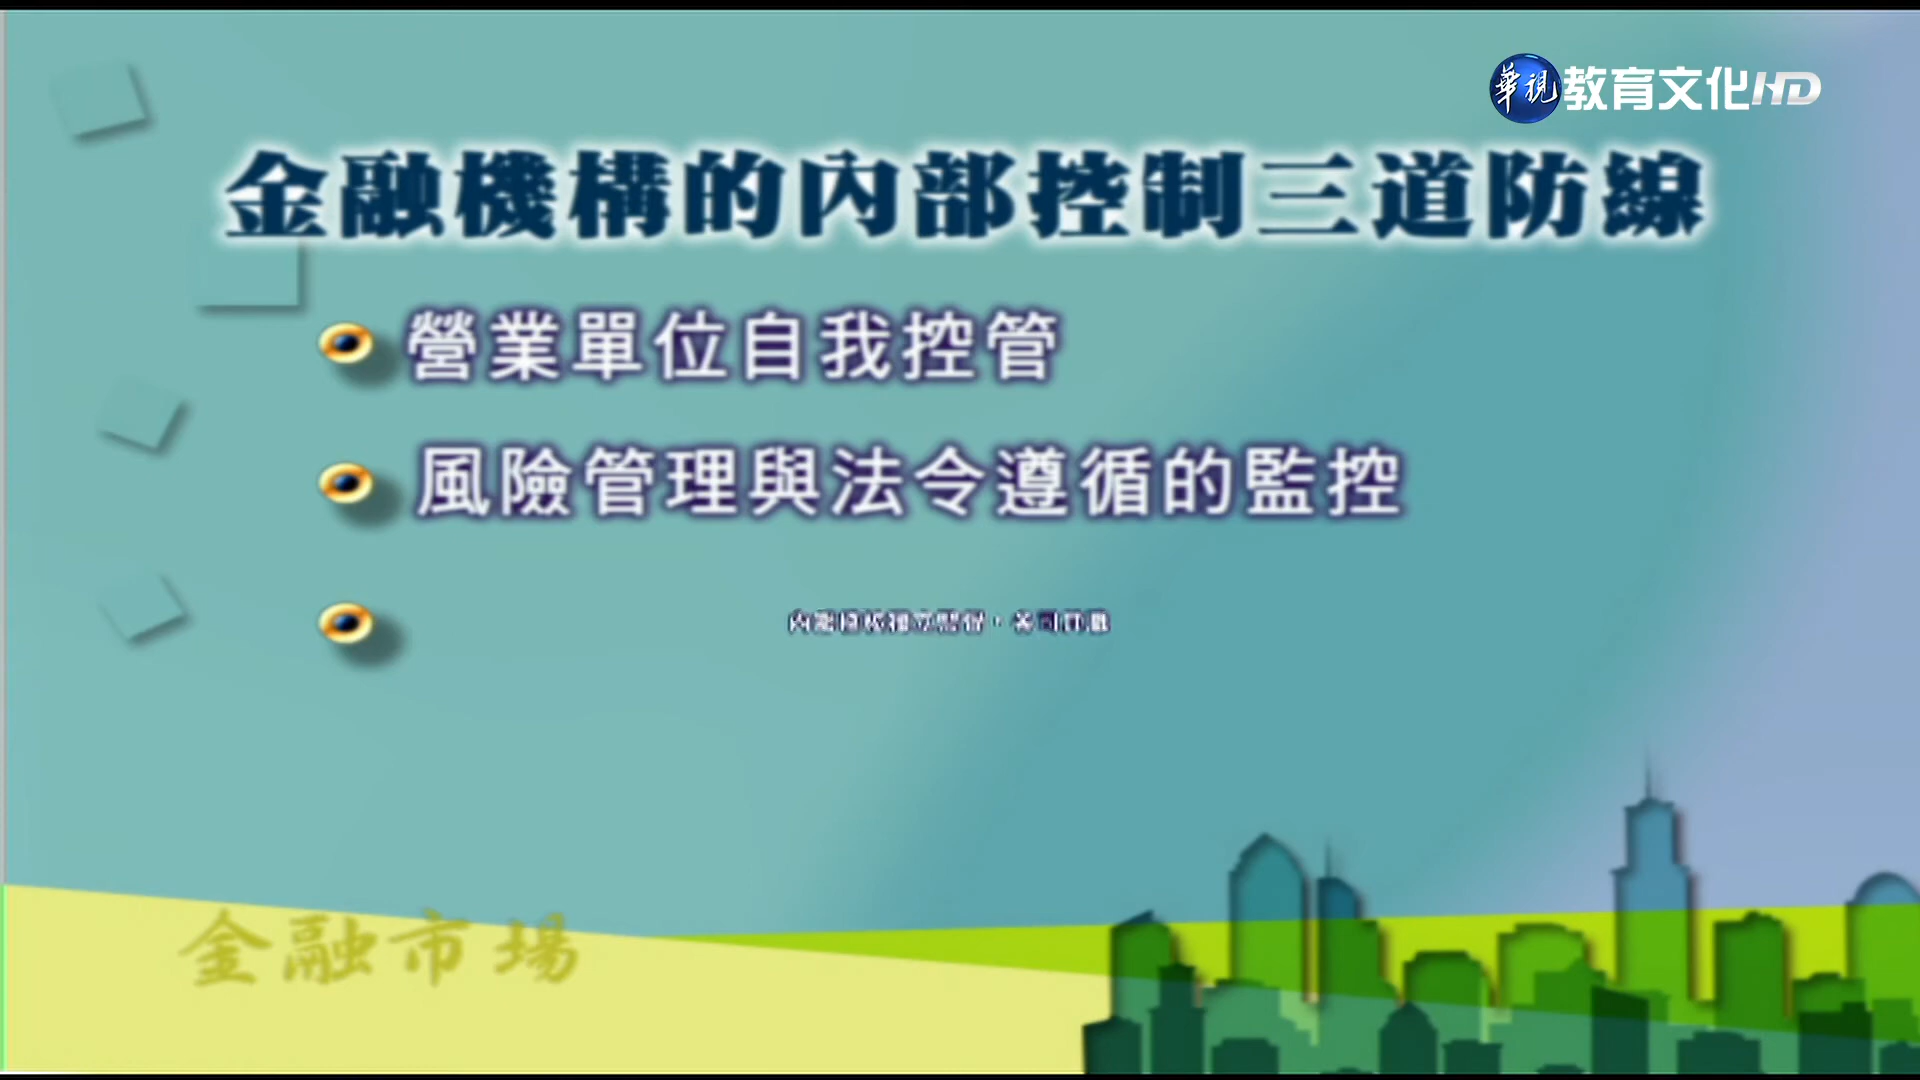 華視 教育文化HD
金融機構的內部控制三道防線
營業單位自我控管
風險管理與法令遵循的監控
金融市場